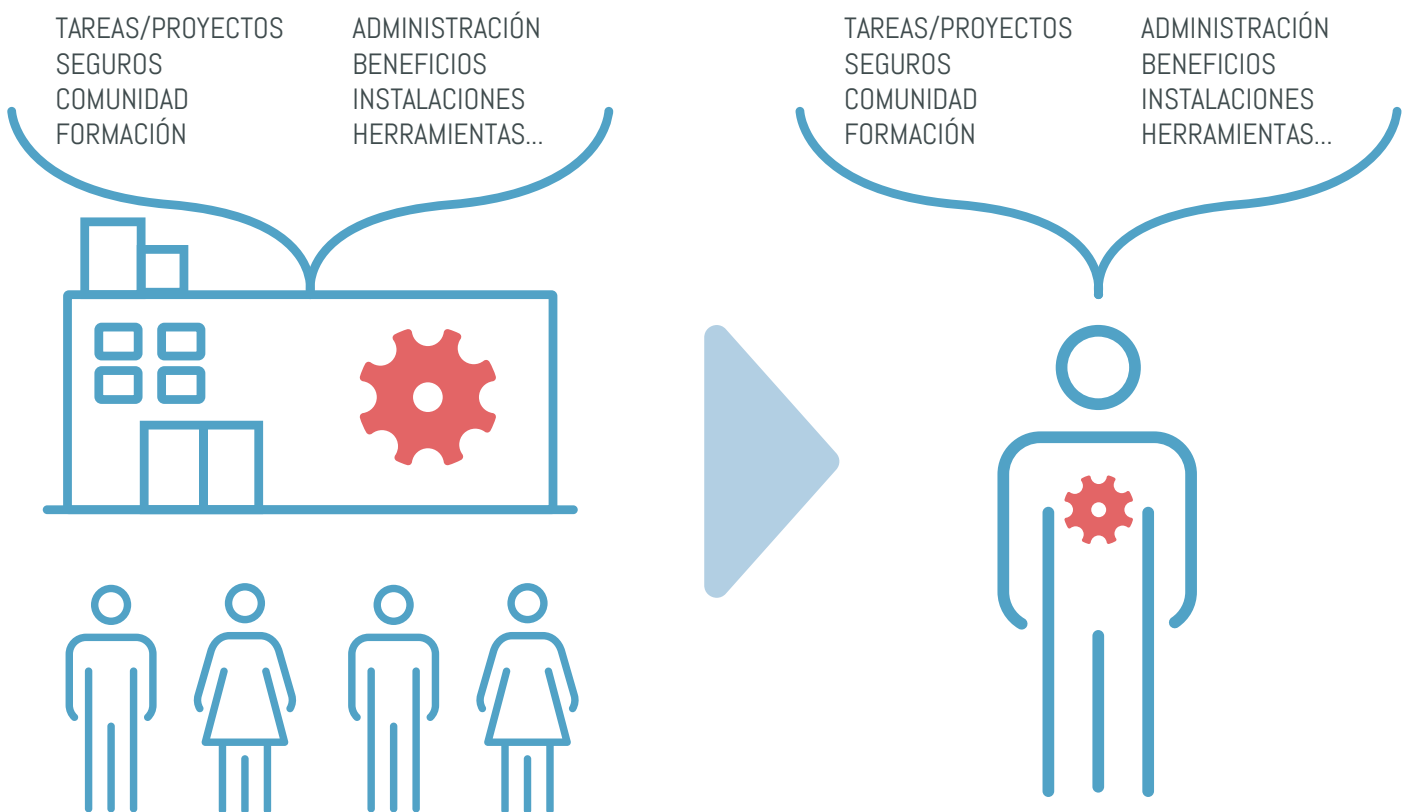 TAREAS/PROYECTOS
SEGUROS
COMUNIDAD
FORMACIÓN
ADMINISTRACIÓN
BENEFICIOS
INSTALACIONES
HERRAMIENTAS...
TAREAS/PROYECTOS
SEGUROS
COMUNIDAD
FORMACIÓN
ADMINISTRACIÓN
BENEFICIOS
INSTALACIONES
HERRAMIENTAS...